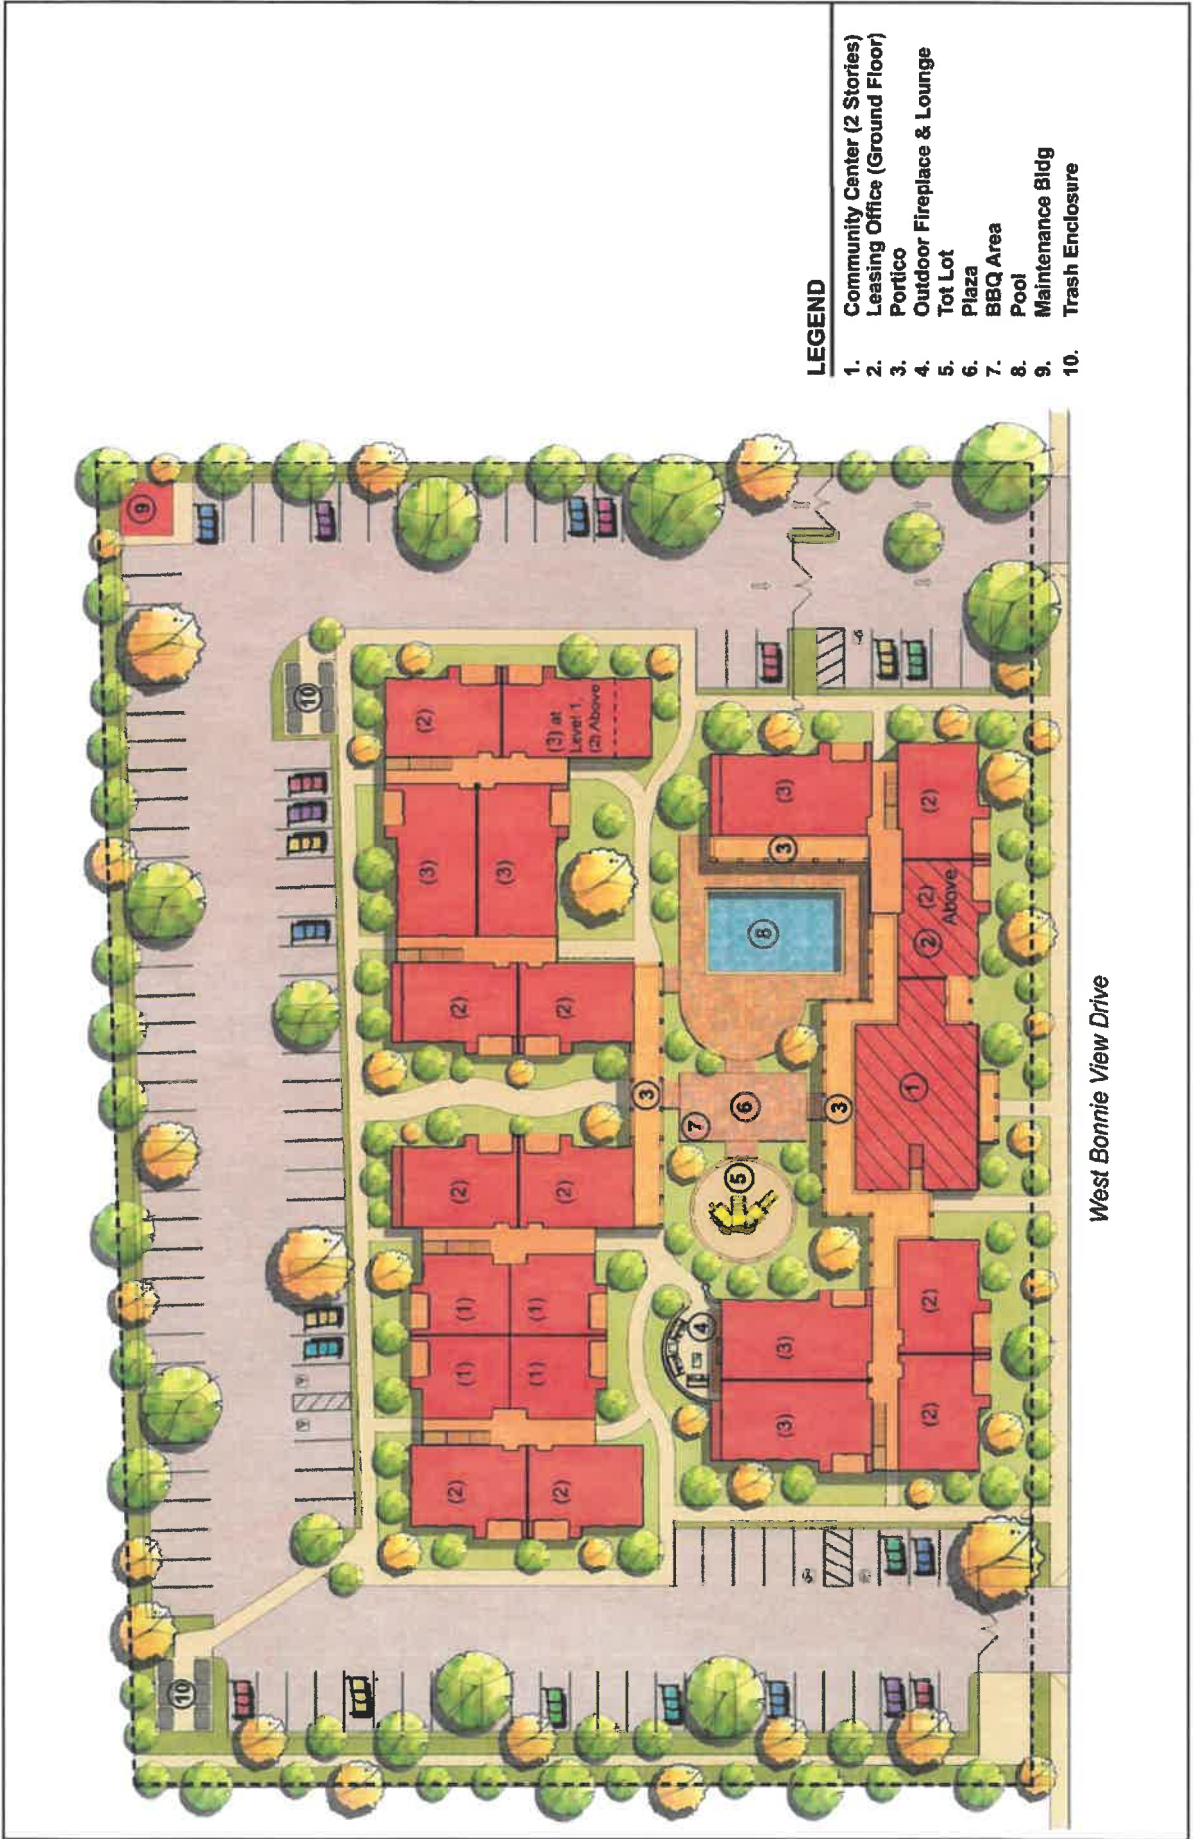 LEGEND
1. Community Center (2 Stories)
2. Leasing Office (Ground Floor)
3. Portico
4. Outdoor Fireplace & Lounge
5. Tot Lot
6. Plaza
7. BBQ Area
8. Pool
9. Maintenance Bldg
10. Trash Enclosure
West Bonnie View Drive
10
10
9
(2)
(2)
(1)
(1)
(1)
(1)
(2)
(2)
(2)
(2)
(3)
(3)
(2)
(3) at
Level 1,
(2) Above
4
5
7
6
3
3
8
3
(3)
(3)
(3)
(2)
(2)
1
2
(2)
Above
(2)